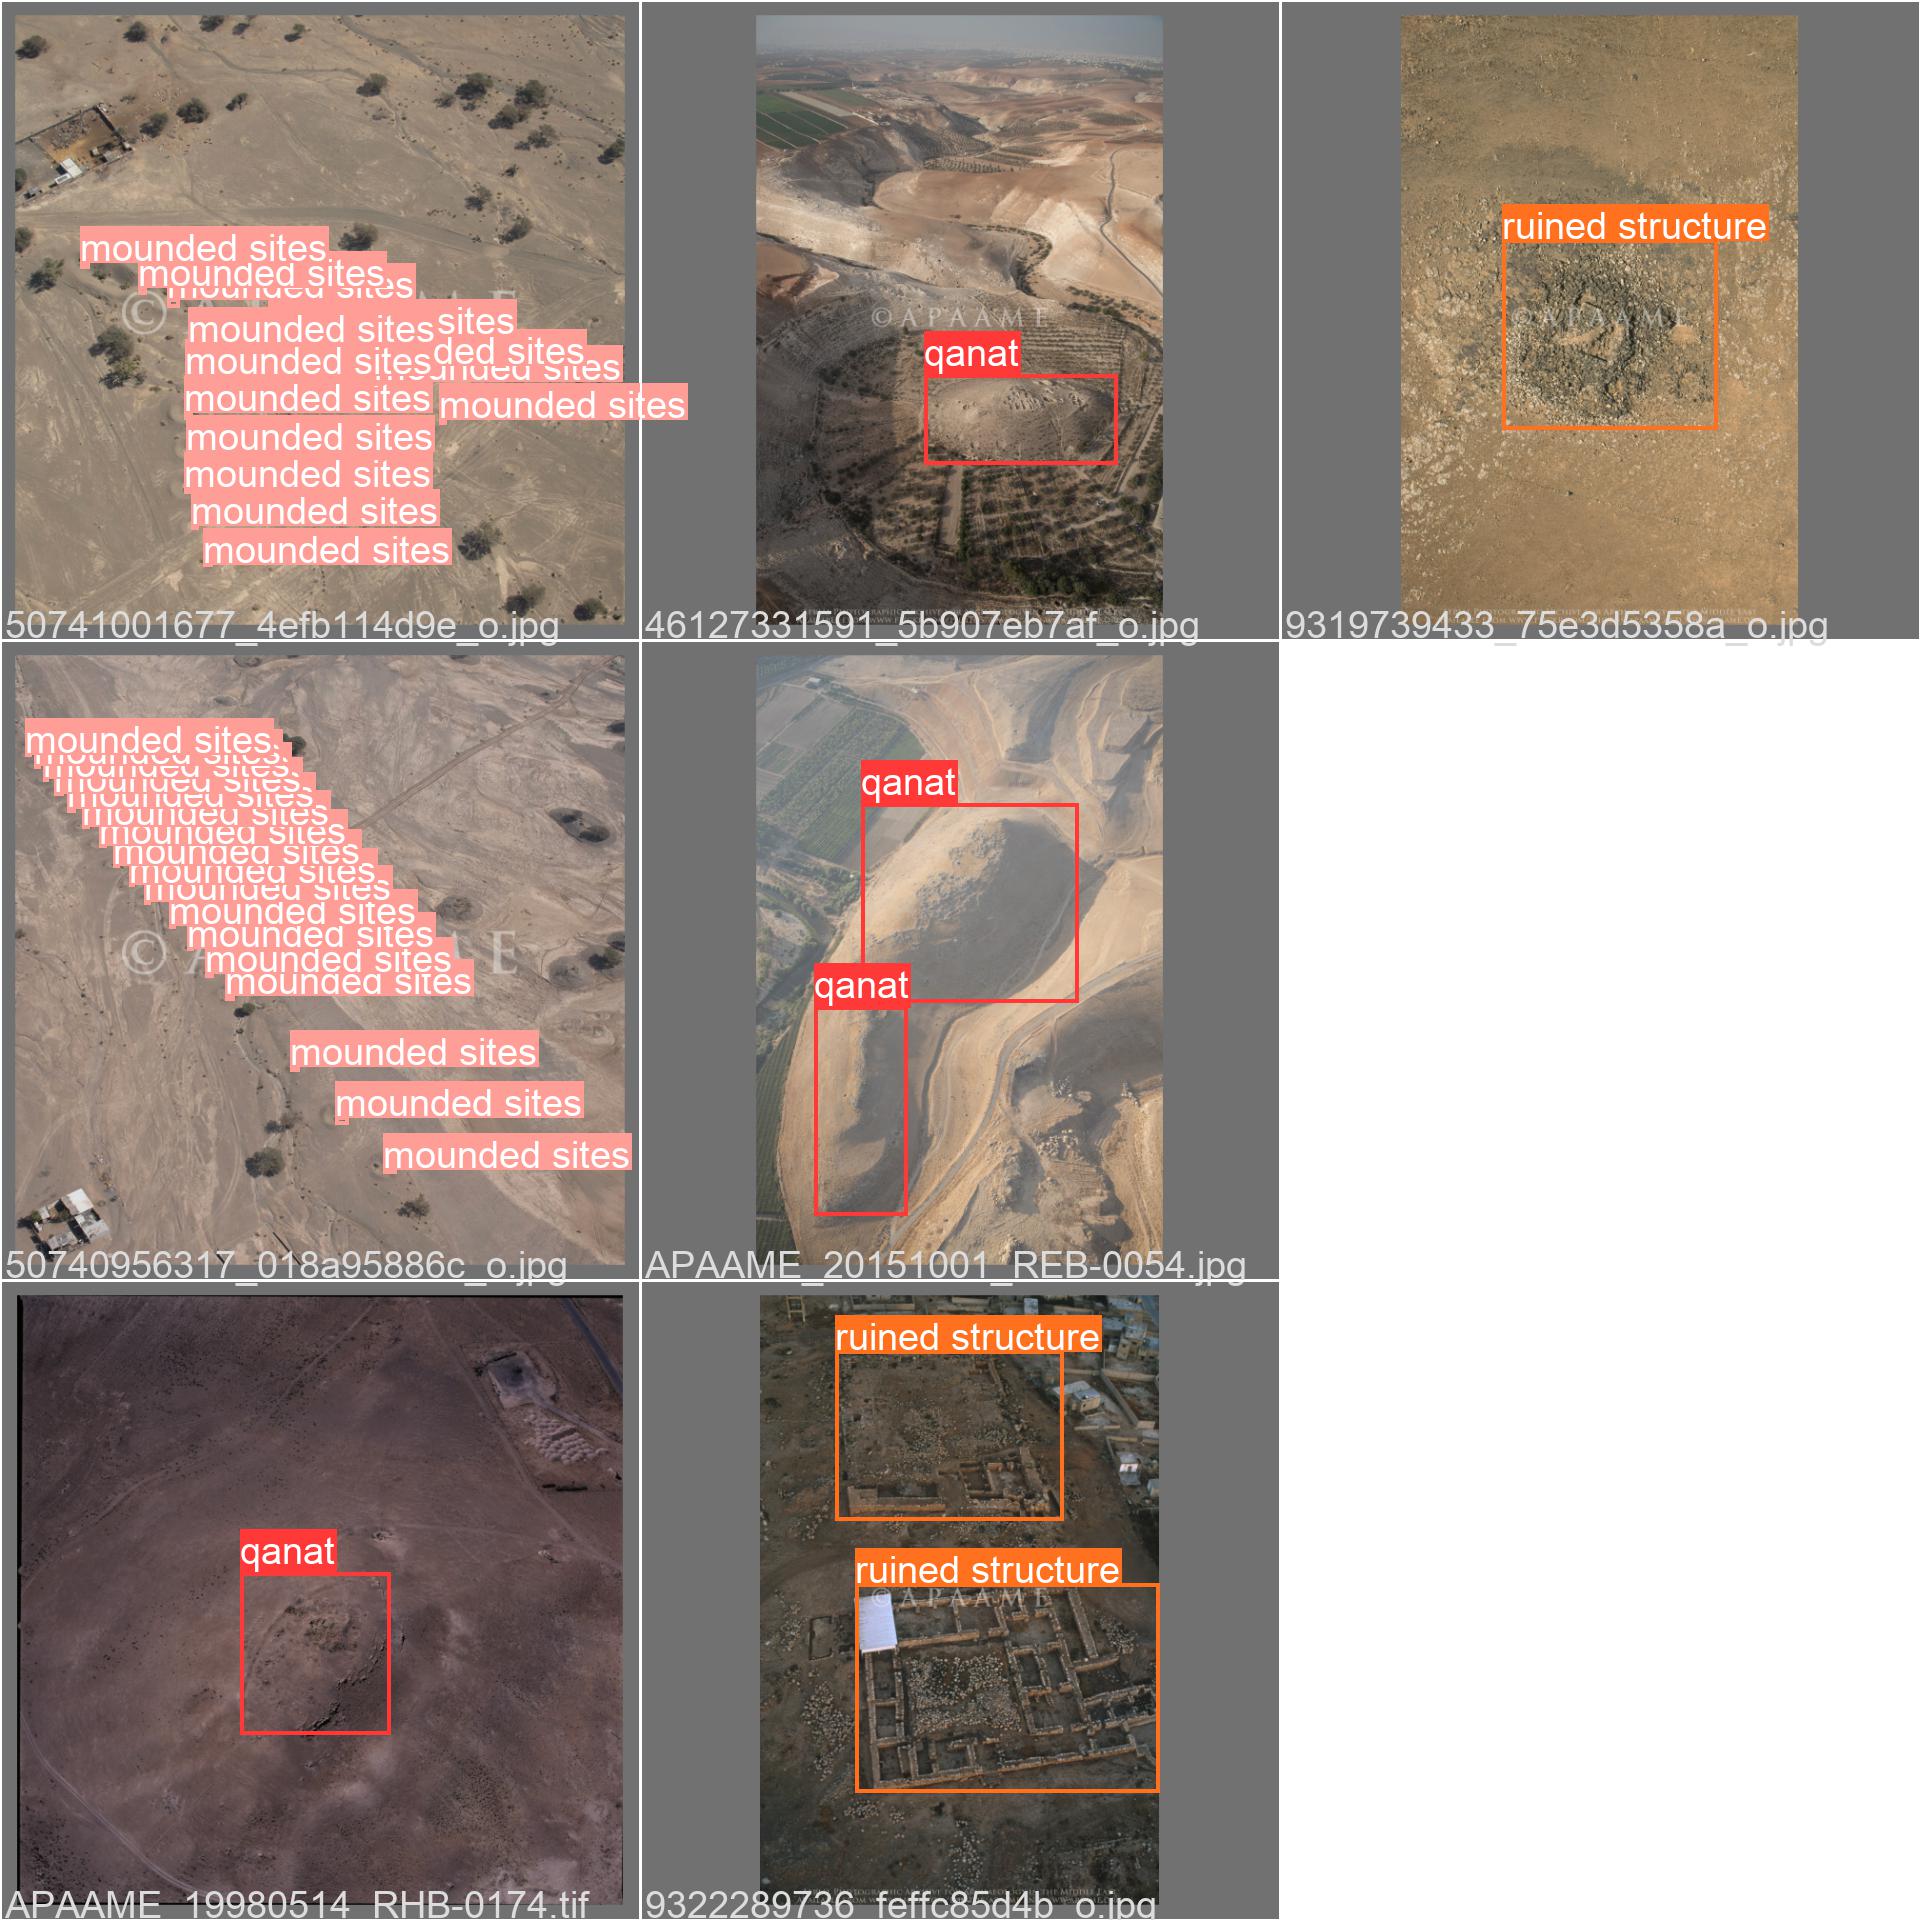 mounded sites
mounded sites
mounded sites
mounded sites
sites
mounded sites
ded sites
mounded sites
mounded sites
mounded sites
mounded sites
mounded sites
mounded sites
mounded sites
50741001677_4efb114d9e_o.jpg
©APAAME
qanat
46127331591_5b907eb7af_o.jpg
ruined structure
©APAAME
9319739433_75e3d5358a_o.jpg
mounded sites
mounded sites
mounded sites
mounded sites
mounded sites
mounded sites
mounded sites
mounded sites
mounded sites
mounded sites
mounded sites
mounded sites
mounded sites
mounded sites
© A E
mounded sites
mounded sites
mounded sites
50740956317_018a95886c_o.jpg
qanat
qanat
APAAME_20151001_REB-0054.jpg
qanat
APAAME_19980514_RHB-0174.tif
ruined structure
ruined structure
©APAAME
9322289736_feffc85d4b_o.jpg